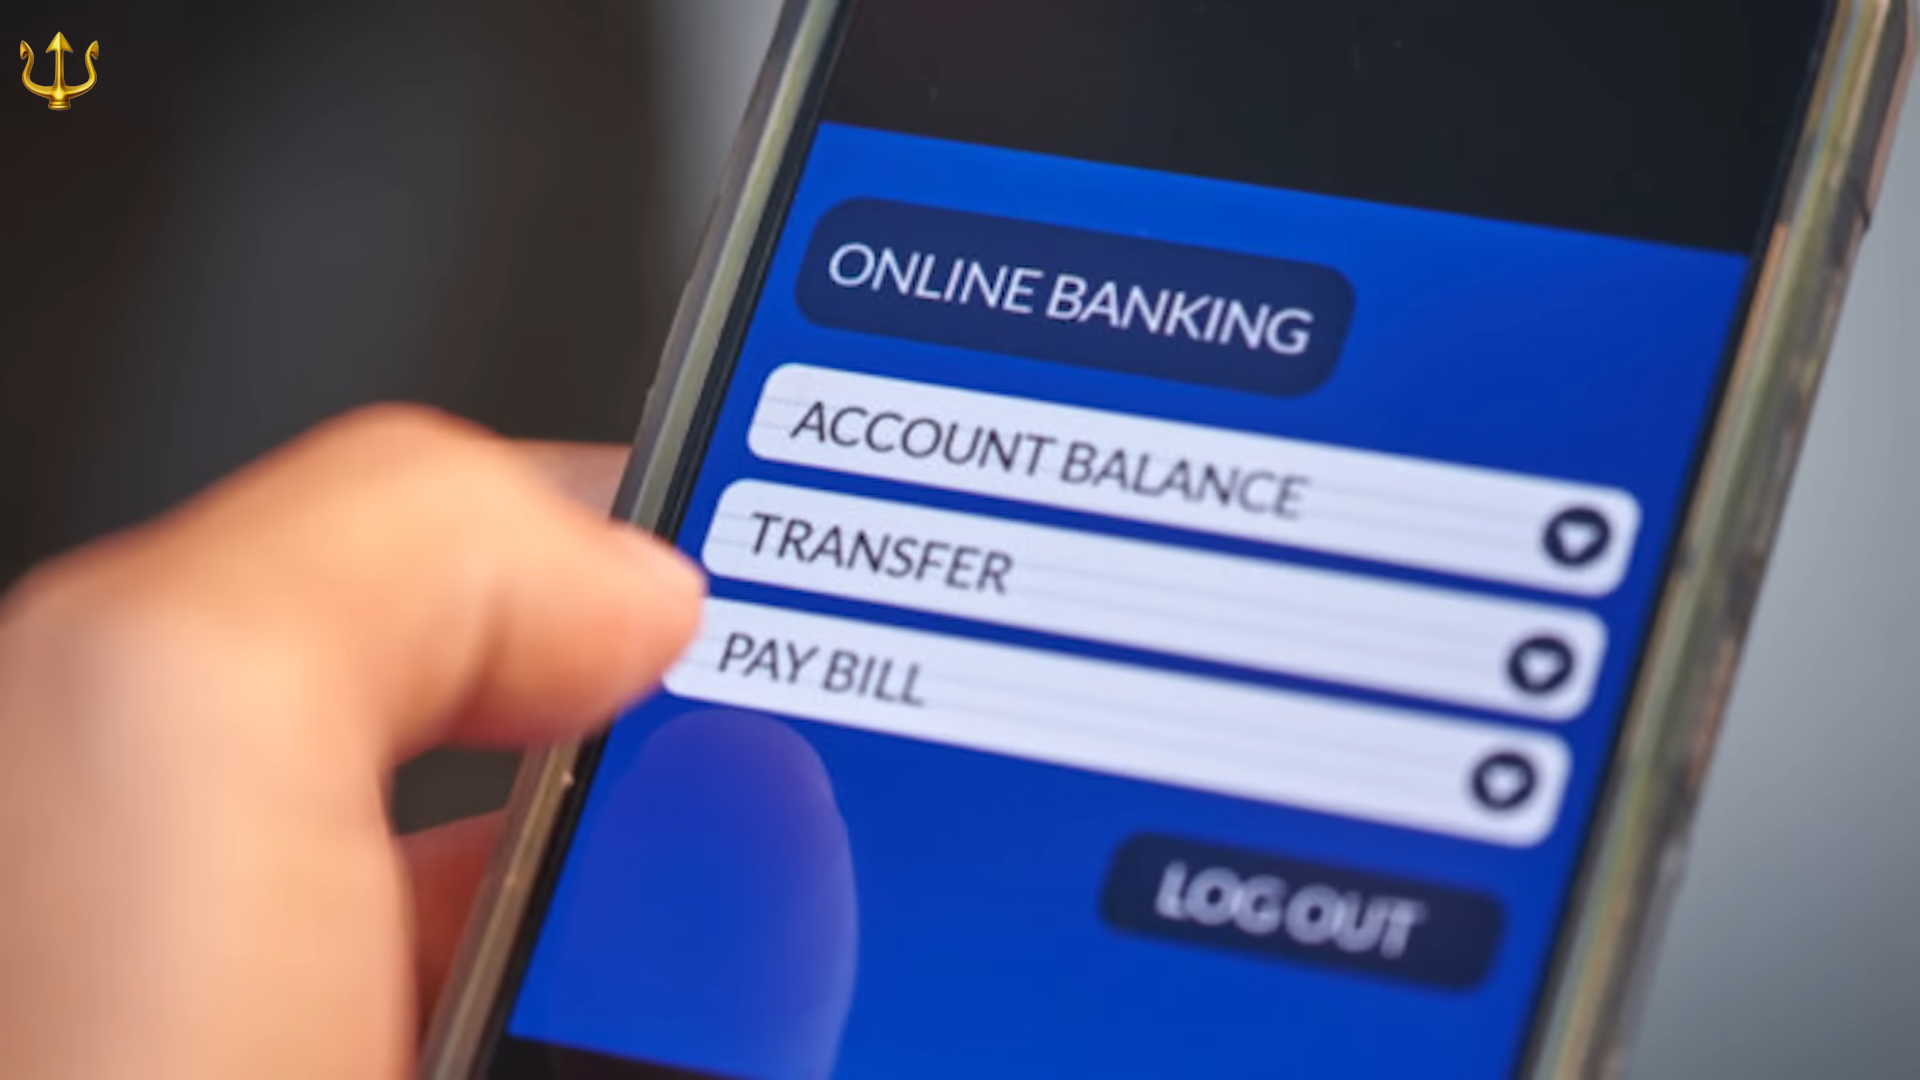 ONLINE BANKING
ACCOUNT BALANCE
TRANSFER
PAY BILL
LOG OUT